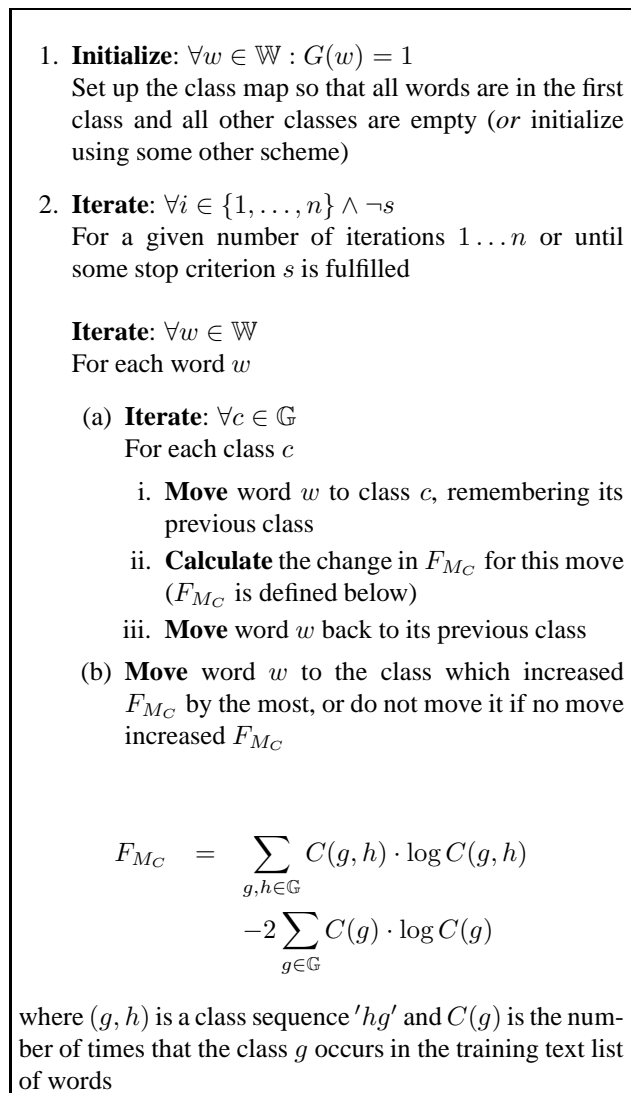 1. Initialize: ∀w ∈ 𝕎 : G(w) = 1
Set up the class map so that all words are in the first
class and all other classes are empty (or initialize
using some other scheme)
2. Iterate: ∀i ∈ {1, . . . , n} ∧ ¬s
For a given number of iterations 1 . . . n or until
some stop criterion s is fulfilled
Iterate: ∀w ∈ 𝕎
For each word w
(a) Iterate: ∀c ∈ 𝔾
For each class c
i. Move word w to class c, remembering its
previous class
ii. Calculate the change in F_{M_C} for this move
(F_{M_C} is defined below)
iii. Move word w back to its previous class
(b) Move word w to the class which increased
F_{M_C} by the most, or do not move it if no move
increased F_{M_C}
F_{M_C} = ∑_{g,h∈𝔾} C(g, h) · log C(g, h)
−2 ∑_{g∈𝔾} C(g) · log C(g)
where (g, h) is a class sequence ′hg′ and C(g) is the num-
ber of times that the class g occurs in the training text list
of words